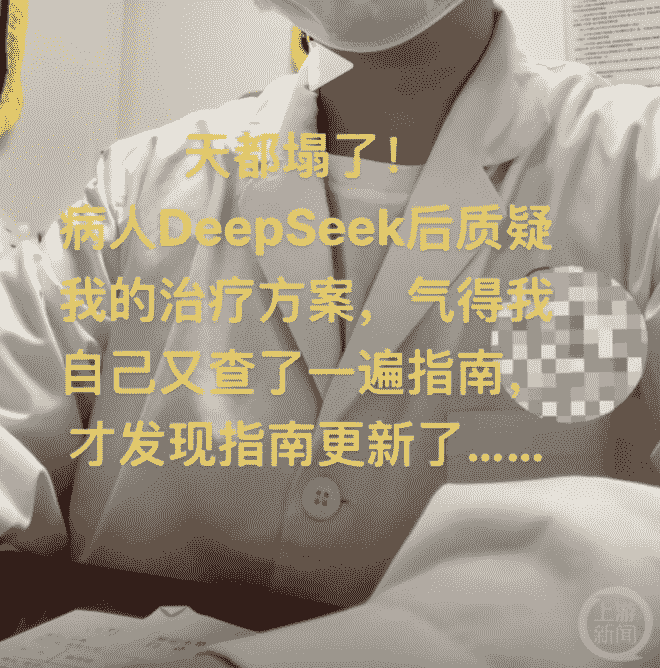 天都塌了!
病人DeepSeek后质疑
我的治疗方案，气得我
自己又查了一遍指南，
才发现指南更新了……
上游
新闻